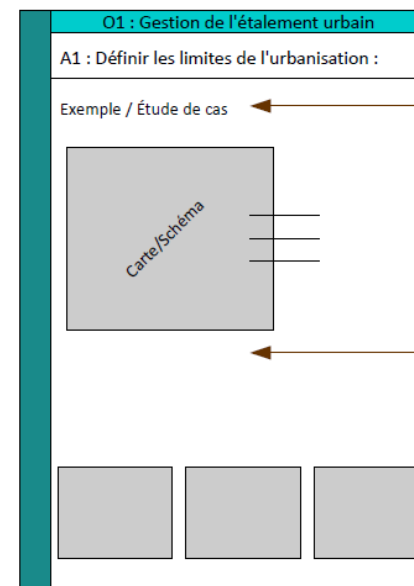 O1 : Gestion de l'étalement urbain
A1 : Définir les limites de l'urbanisation :
Exemple / Étude de cas
Carte/Schéma